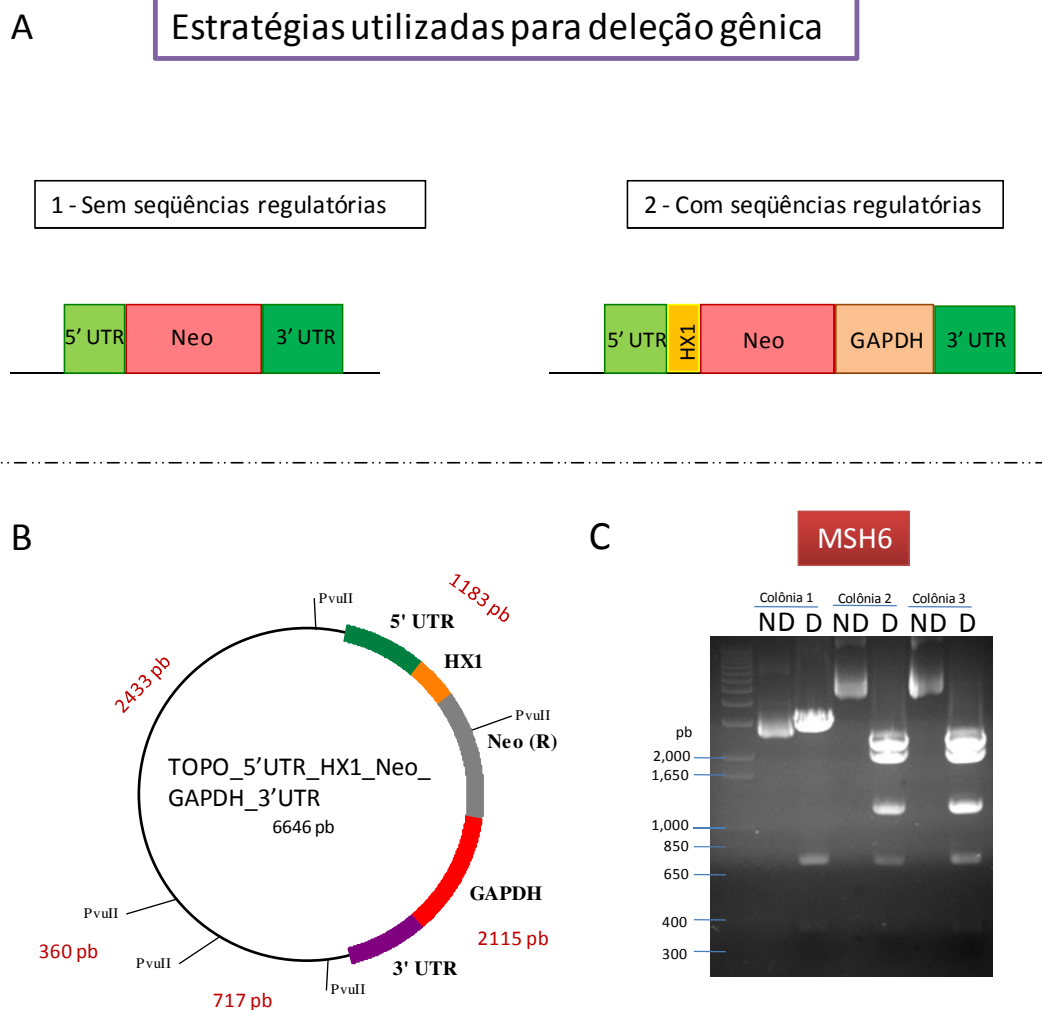 A
Estratégias utilizadas para deleção gênica
1 - Sem seqüências regulatórias
2 - Com seqüências regulatórias
5' UTR Neo 3' UTR
5' UTR HX1 Neo GAPDH 3' UTR
B
PvuII
1183 pb
5' UTR
HX1
2433 pb
PvuII
Neo (R)
TOPO_5'UTR_HX1_Neo_
GAPDH_3'UTR
6646 pb
GAPDH
PvuII
360 pb
2115 pb
PvuII
3' UTR
PvuII
717 pb
C
MSH6
Colônia 1 Colônia 2 Colônia 3
ND D ND D ND D
pb
2,000
1,650
1,000
850
650
400
300